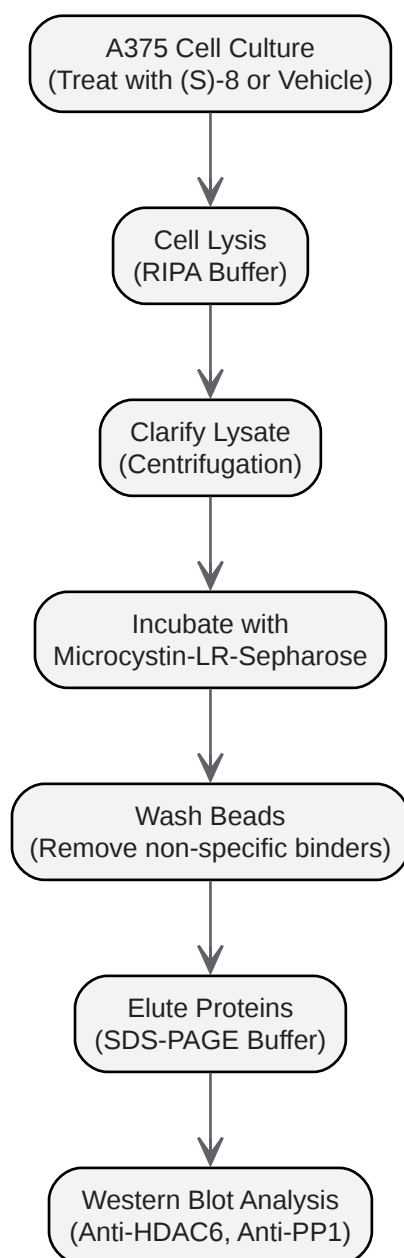 A375 Cell Culture
(Treat with (S)-8 or Vehicle)
Cell Lysis
(RIPA Buffer)
Clarify Lysate
(Centrifugation)
Incubate with
Microcystin-LR-Sepharose
Wash Beads
(Remove non-specific binders)
Elute Proteins
(SDS-PAGE Buffer)
Western Blot Analysis
(Anti-HDAC6, Anti-PP1)